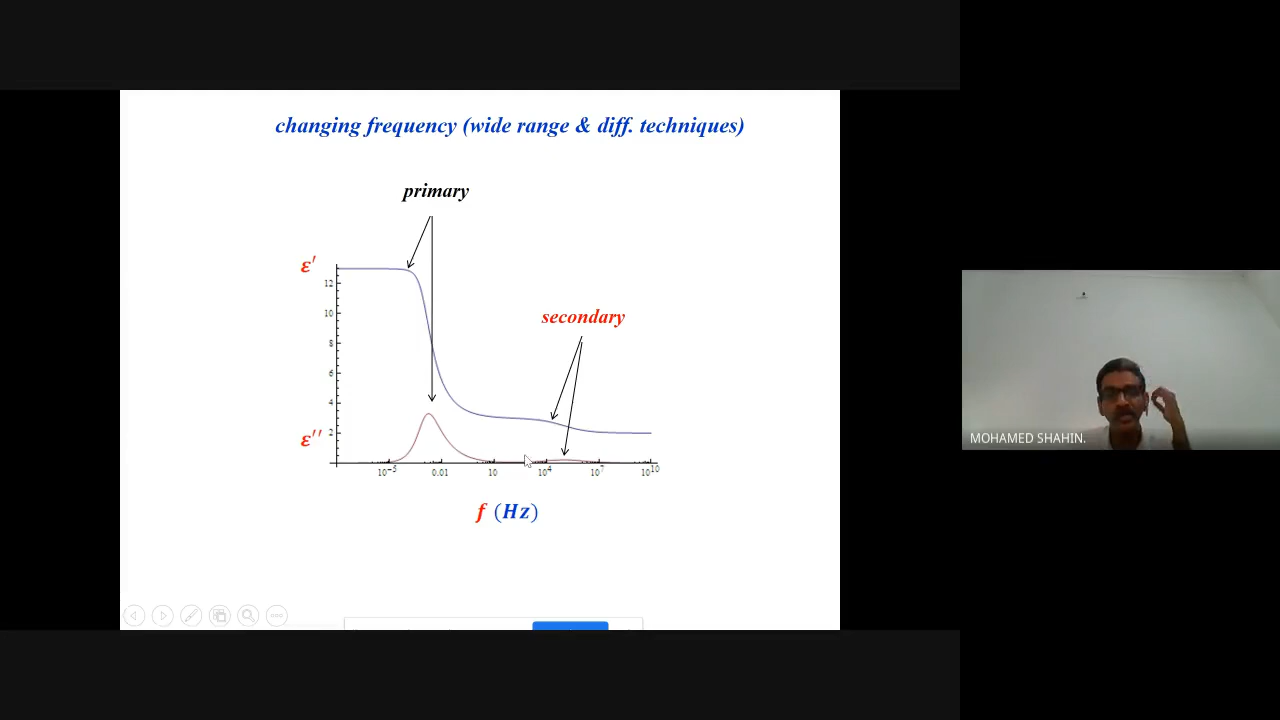 changing frequency (wide range & diff. techniques)
primary
ε′
secondary
12
10
8
6
4
2
ε′′
10⁻⁵ 0.01 10 10⁴ 10⁷ 10¹⁰
f (Hz)
MOHAMED SHAHIN.